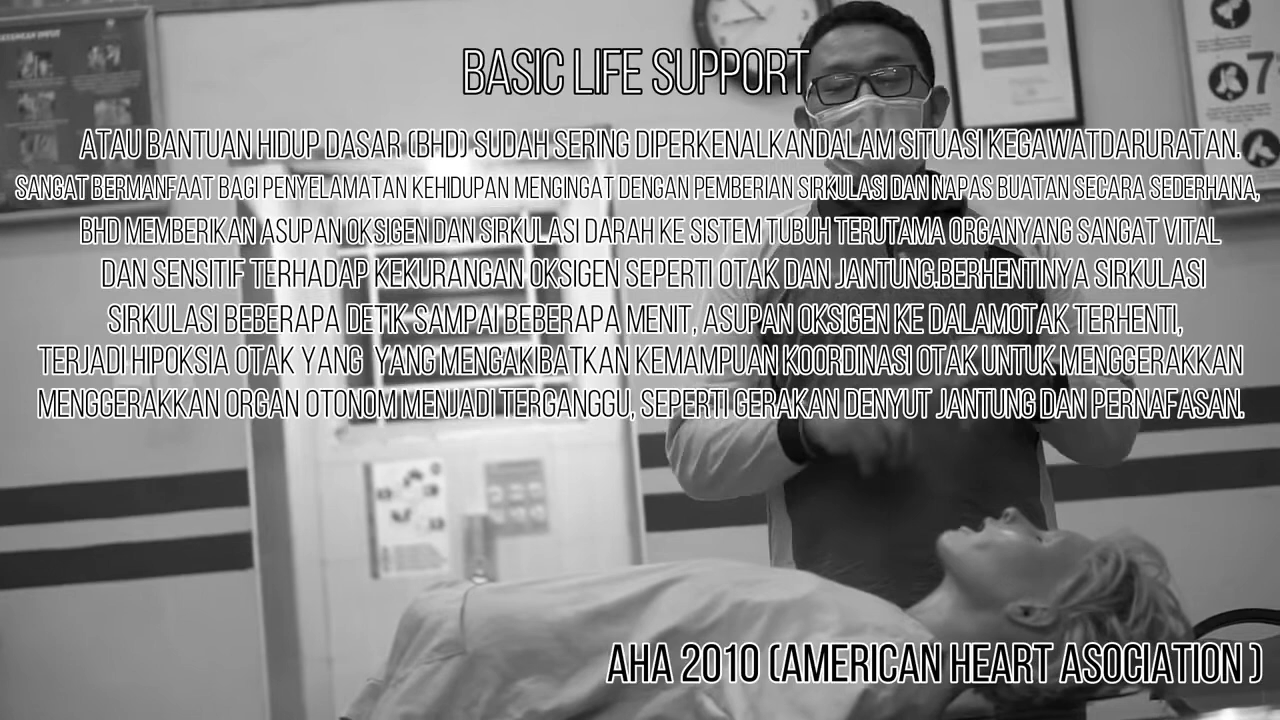 BASIC LIFE SUPPORT
ATAU BANTUAN HIDUP DASAR (BHD) SUDAH SERING DIPERKENALKANDALAM SITUASI KEGAWATDARURATAN.
SANGAT BERMANFAAT BAGI PENYELAMATAN KEHIDUPAN MENGINGAT DENGAN PEMBERIAN SIRKULASI DAN NAPAS BUATAN SECARA SEDERHANA,
BHD MEMBERIKAN ASUPAN OKSIGEN DAN SIRKULASI DARAH KE SISTEM TUBUH TERUTAMA ORGANYANG SANGAT VITAL
DAN SENSITIF TERHADAP KEKURANGAN OKSIGEN SEPERTI OTAK DAN JANTUNG.BERHENTINYA SIRKULASI
SIRKULASI BEBERAPA DETIK SAMPAI BEBERAPA MENIT, ASUPAN OKSIGEN KE DALAMOTAK TERHENTI,
TERJADI HIPOKSIA OTAK YANG YANG MENGAKIBATKAN KEMAMPUAN KOORDINASI OTAK UNTUK MENGGERAKKAN
MENGGERAKKAN ORGAN OTONOM MENJADI TERGANGGU, SEPERTI GERAKAN DENYUT JANTUNG DAN PERNAFASAN.
7
AHA 2010 (AMERICAN HEART ASOCIATION )